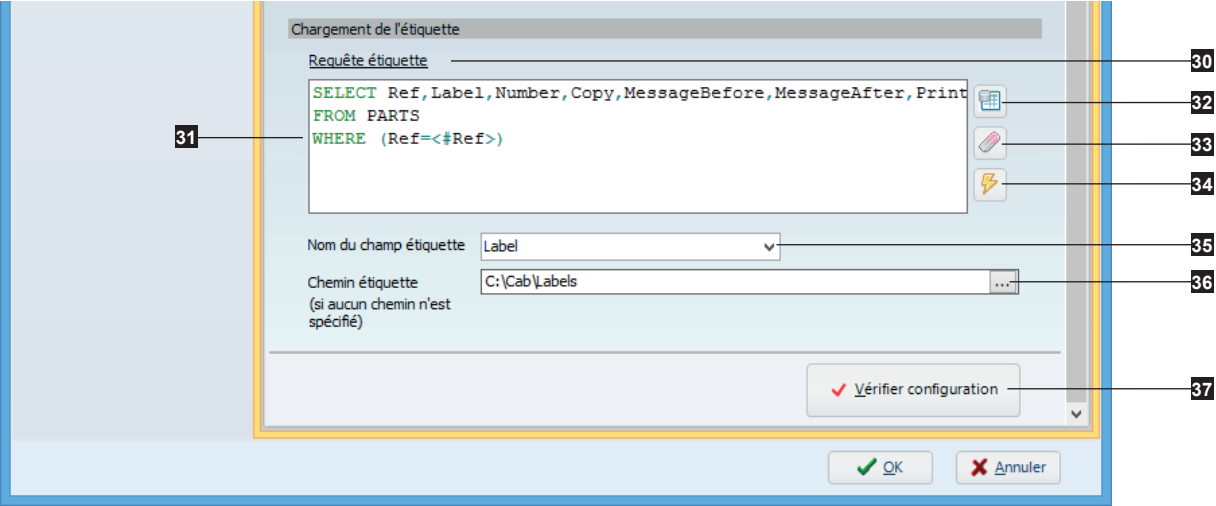 Chargement de l'étiquette
Requête étiquette
30
SELECT Ref,Label,Number,Copy,MessageBefore,MessageAfter,Print
32
FROM PARTS
31
WHERE (Ref=<#Ref>)
33
34
Nom du champ étiquette
Label
35
Chemin étiquette
C:\Cab\Labels
...
36
(si aucun chemin n'est
spécifié)
Vérifier configuration
37
OK
Annuler